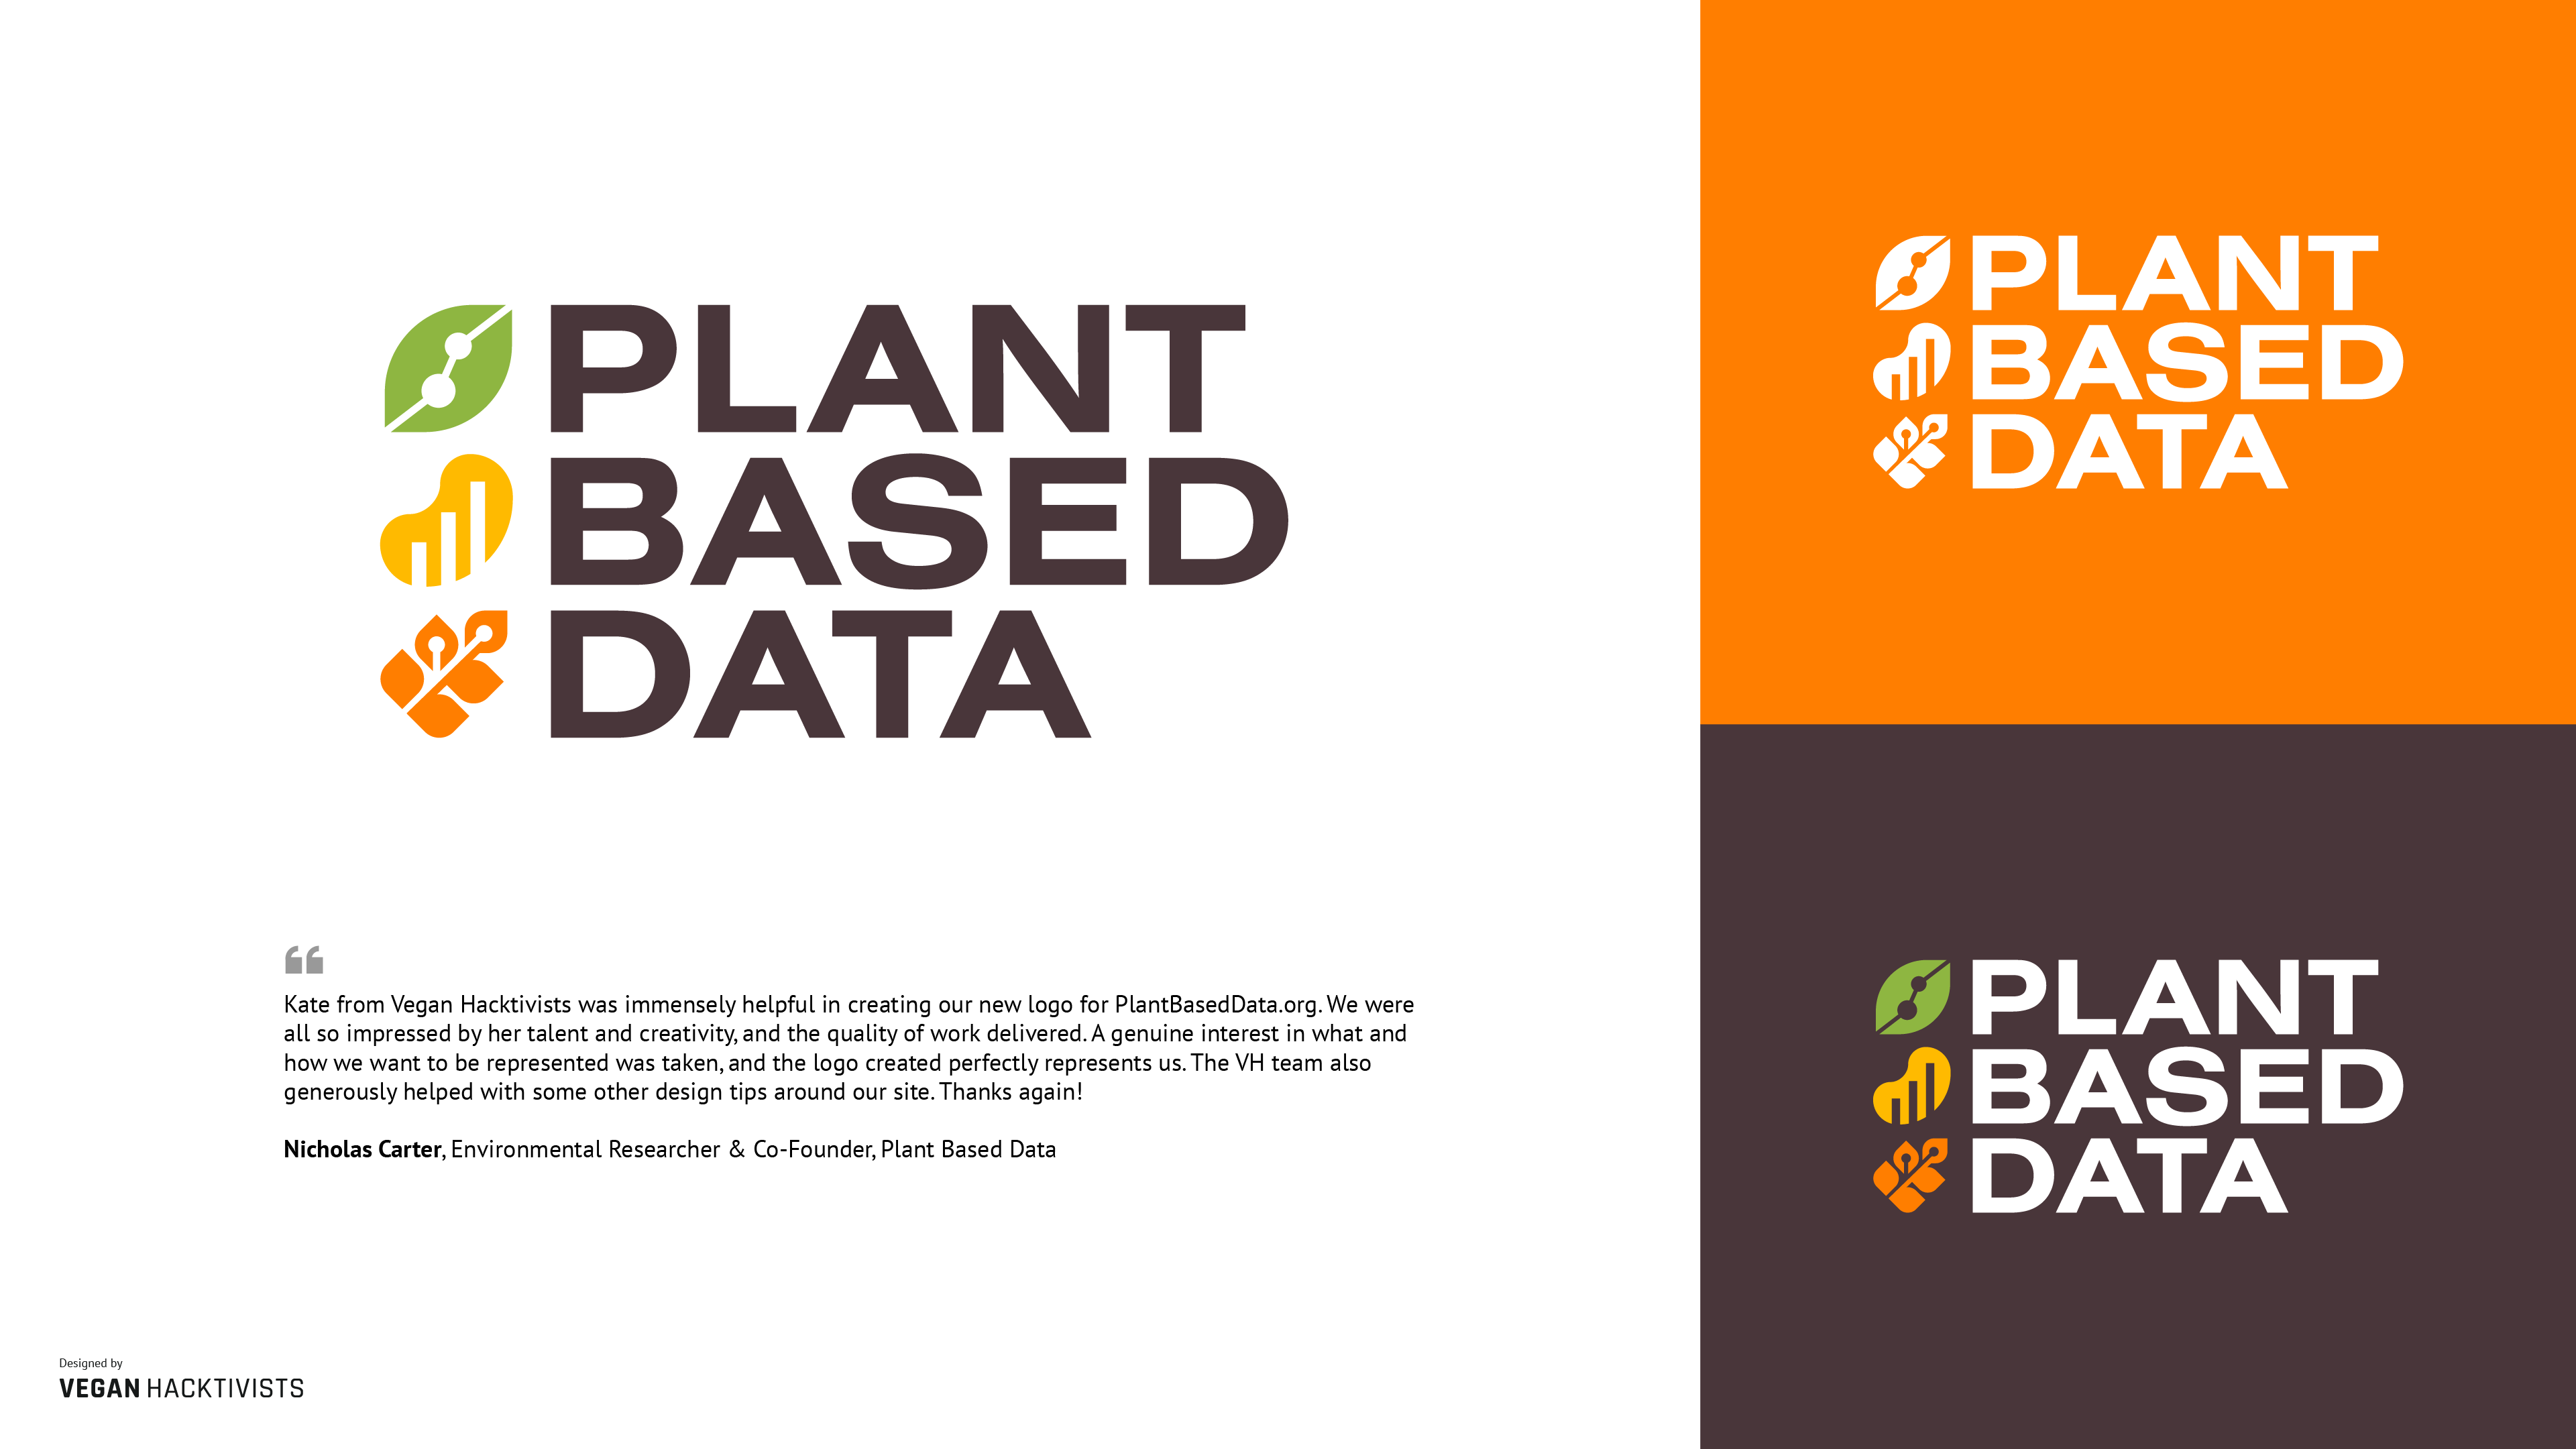 PLANT
BASED
DATA
“
Kate from Vegan Hacktivists was immensely helpful in creating our new logo for PlantBasedData.org. We were
all so impressed by her talent and creativity, and the quality of work delivered. A genuine interest in what and
how we want to be represented was taken, and the logo created perfectly represents us. The VH team also
generously helped with some other design tips around our site. Thanks again!
Nicholas Carter, Environmental Researcher & Co-Founder, Plant Based Data
Designed by
VEGAN HACKTIVISTS
PLANT
BASED
DATA
PLANT
BASED
DATA